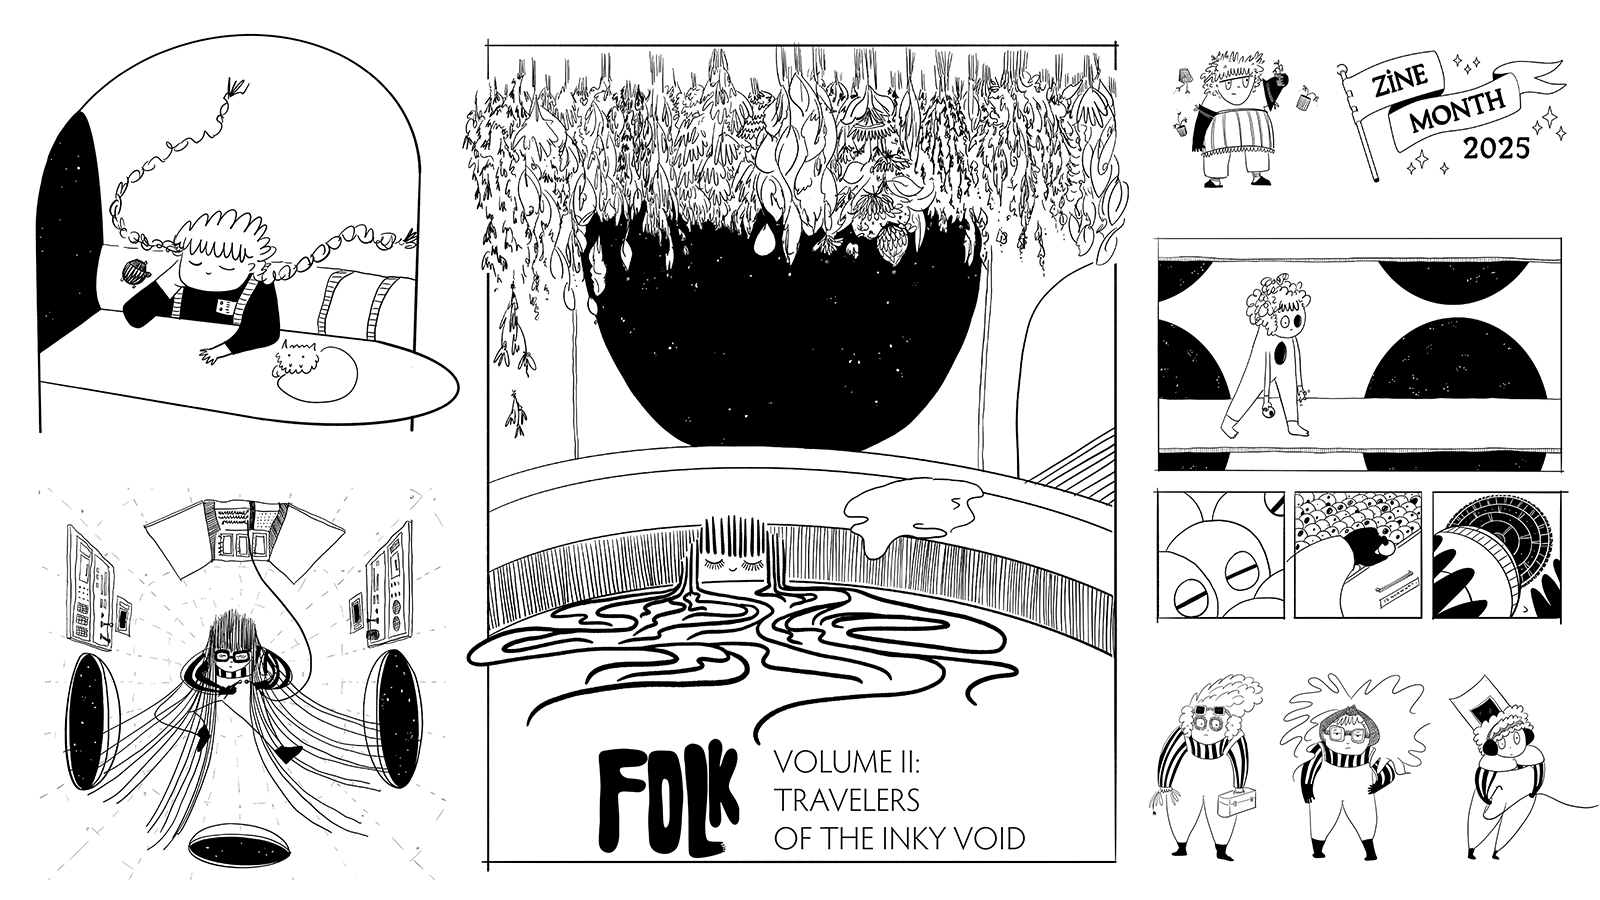 ZiNE
MONTH
2025
FOLK
VOLUME II:
TRAVELERS
OF THE INKY VOID